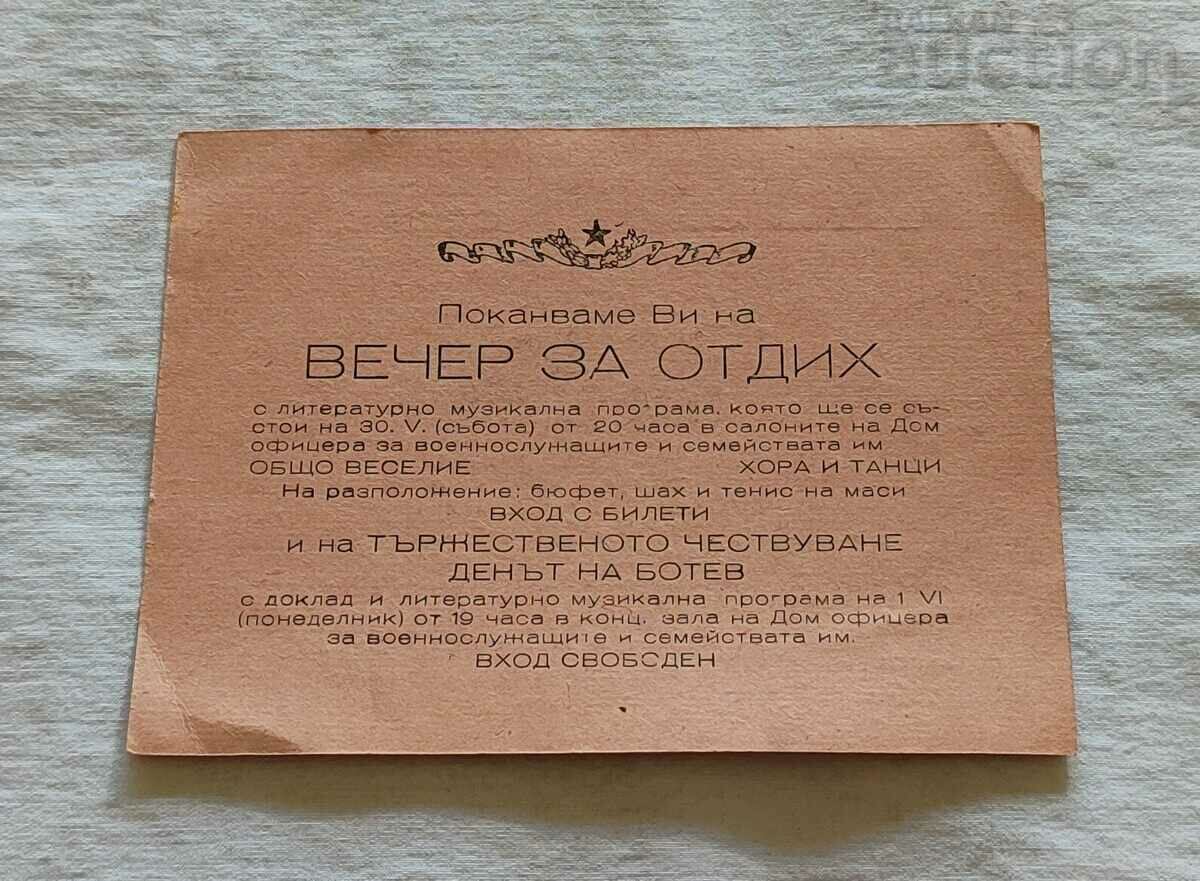 BALKAN
auction
Поканваме Ви на
ВЕЧЕР ЗА ОТДИХ
с литературно музикална програма, която ще се със-
стои на 30. V. (събота) от 20 часа в салоните на Дом
офицера за военнослужащите и семействата им
ОБЩО ВЕСЕЛИЕ ХОРА И ТАНЦИ
На разположение: бюфет, шах и тенис на маси
ВХОД С БИЛЕТИ
и на ТЪРЖЕСТВЕНОТО ЧЕСТВУВАНЕ
ДЕНЪТ НА БОТЕВ
с доклад и литературно музикална програма на 1 VI
(понеделник) от 19 часа в конц. зала на Дом офицера
за военнослужащите и семействата им.
ВХОД СВОБОДЕН